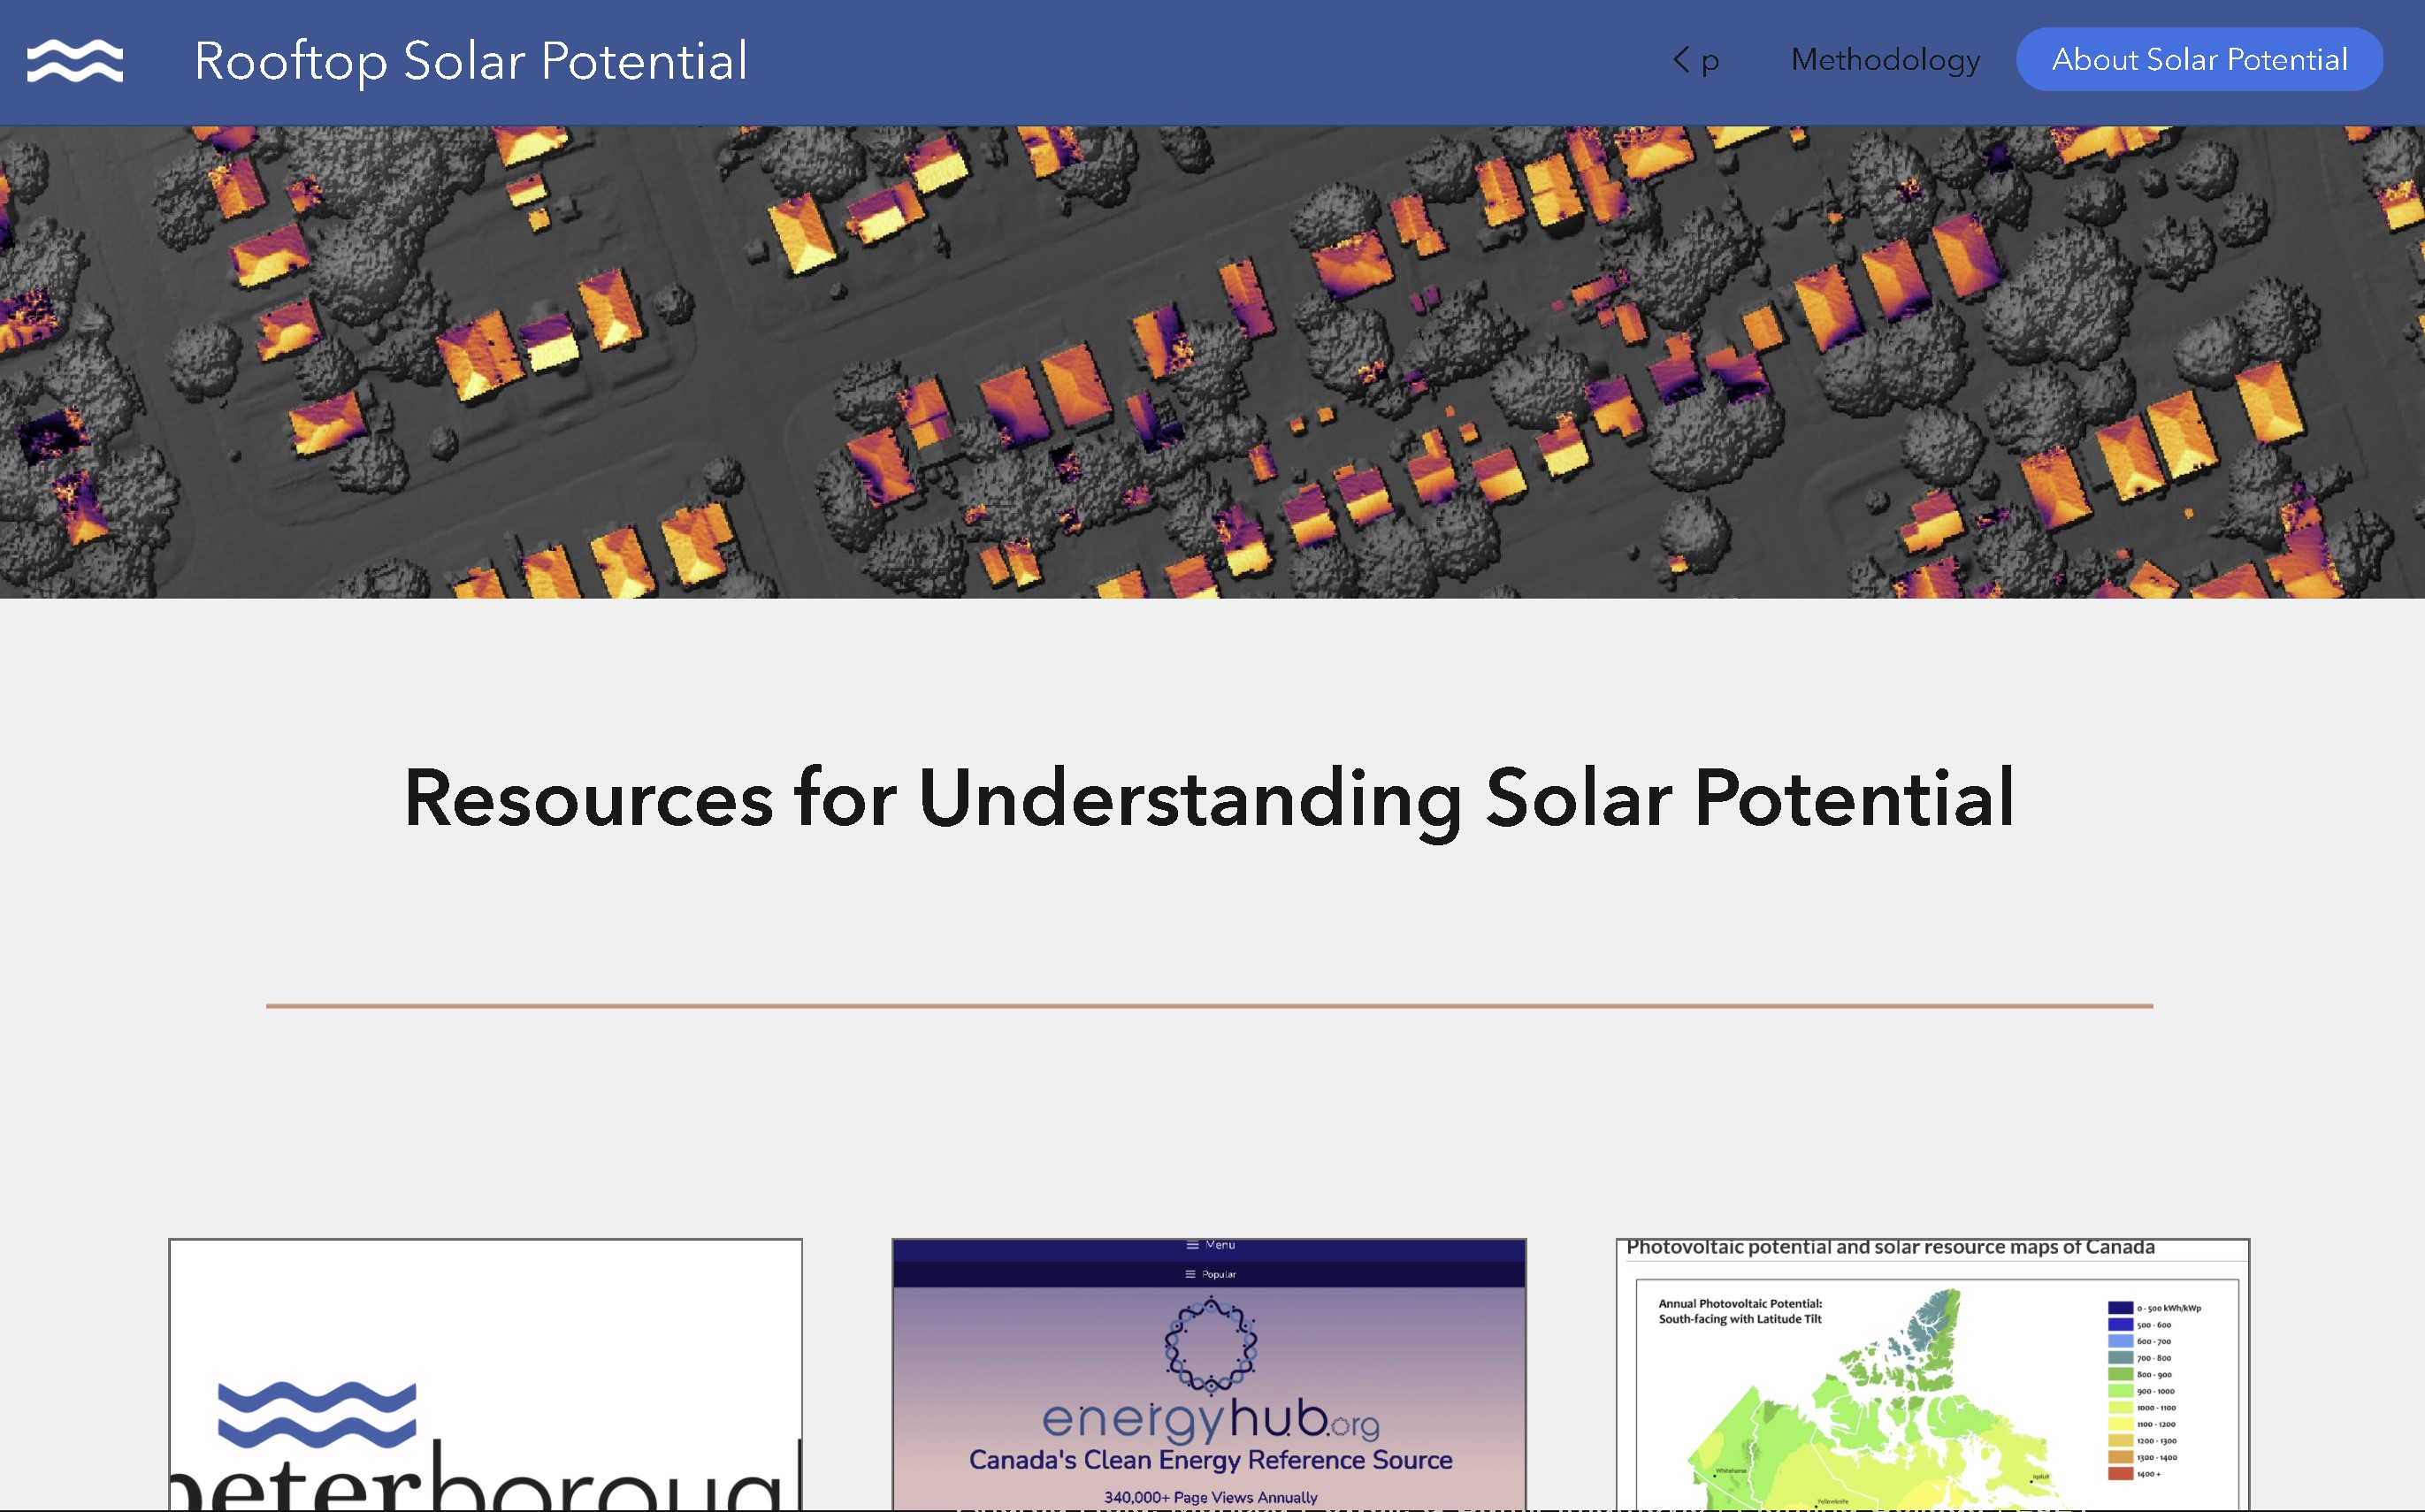 Rooftop Solar Potential
p
Methodology
About Solar Potential
Resources for Understanding Solar Potential
peterborough
Menu
Popular
energyhub.org
Canada's Clean Energy Reference Source
340,000+ Page Views Annually
Photovoltaic potential and solar resource maps of Canada
Annual Photovoltaic Potential:
South-facing with Latitude Tilt
0 - 500 kWh/kWp
500 - 600
600 - 700
700 - 800
800 - 900
900 - 1000
1000 - 1100
1100 - 1200
1200 - 1300
1300 - 1400
1400 +
Whitehorse
Iqaluit
Yellowknife